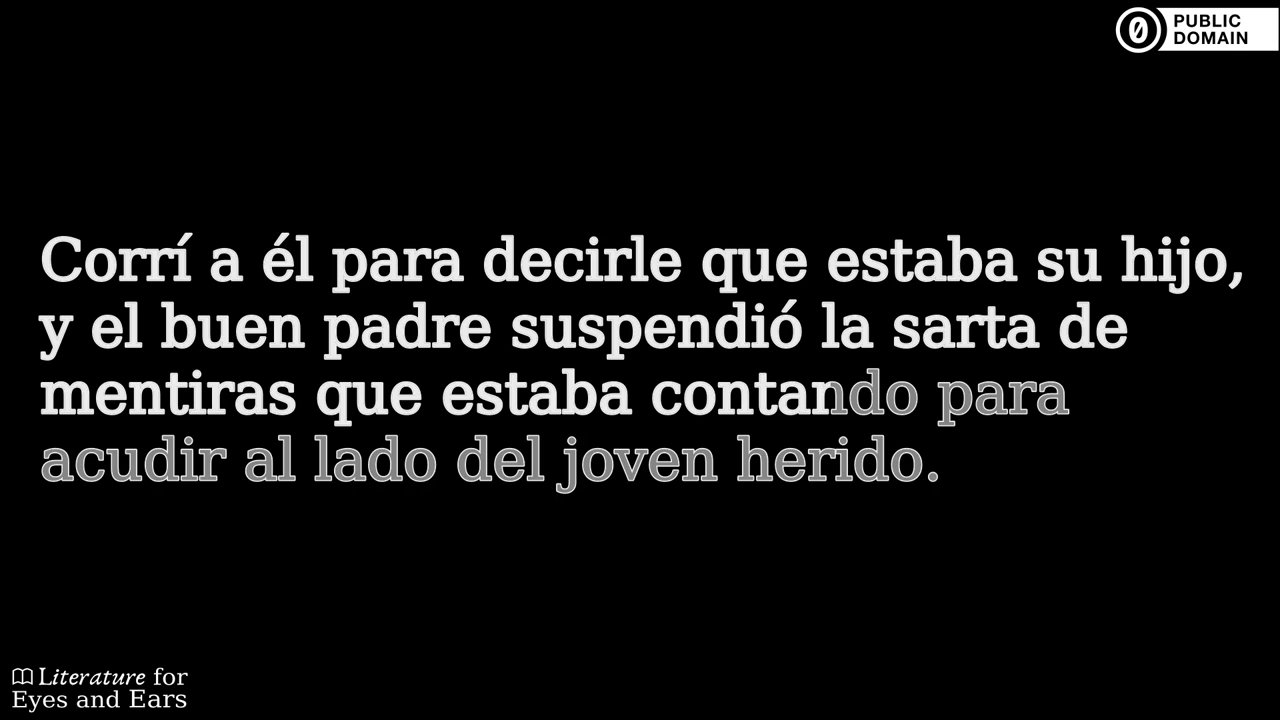 PUBLIC
DOMAIN
Corrí a él para decirle que estaba su hijo,
y el buen padre suspendió la sarta de
mentiras que estaba contando para
acudir al lado del joven herido.
Literature for
Eyes and Ears